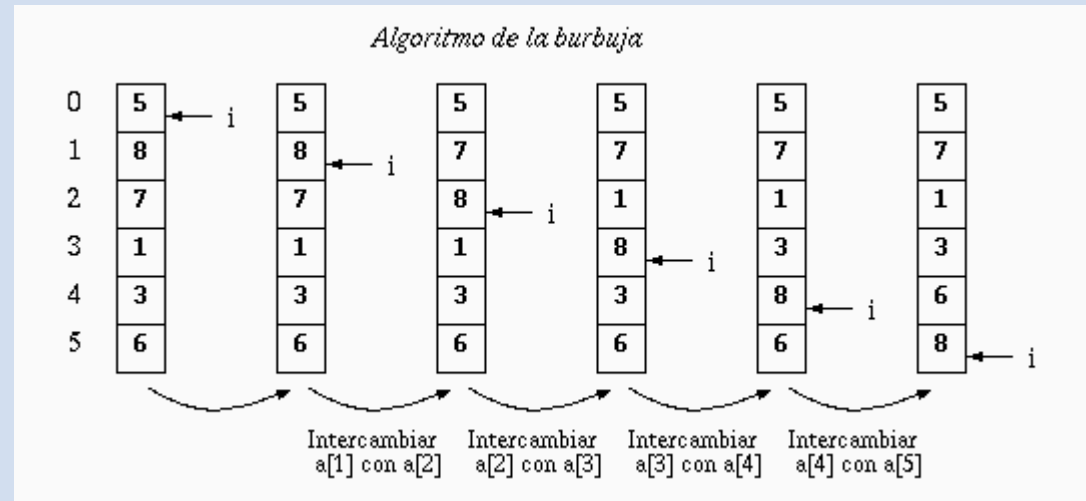 Algoritmo de la burbuja
0 5 5 5 5 5 5
i
1 8 8 7 7 7 7
i
2 7 7 8 1 1 1
i
3 1 1 1 8 3 3
i
4 3 3 3 3 8 6
i
5 6 6 6 6 6 8
i
Intercambiar Intercambiar Intercambiar Intercambiar
a[1] con a[2] a[2] con a[3] a[3] con a[4] a[4] con a[5]